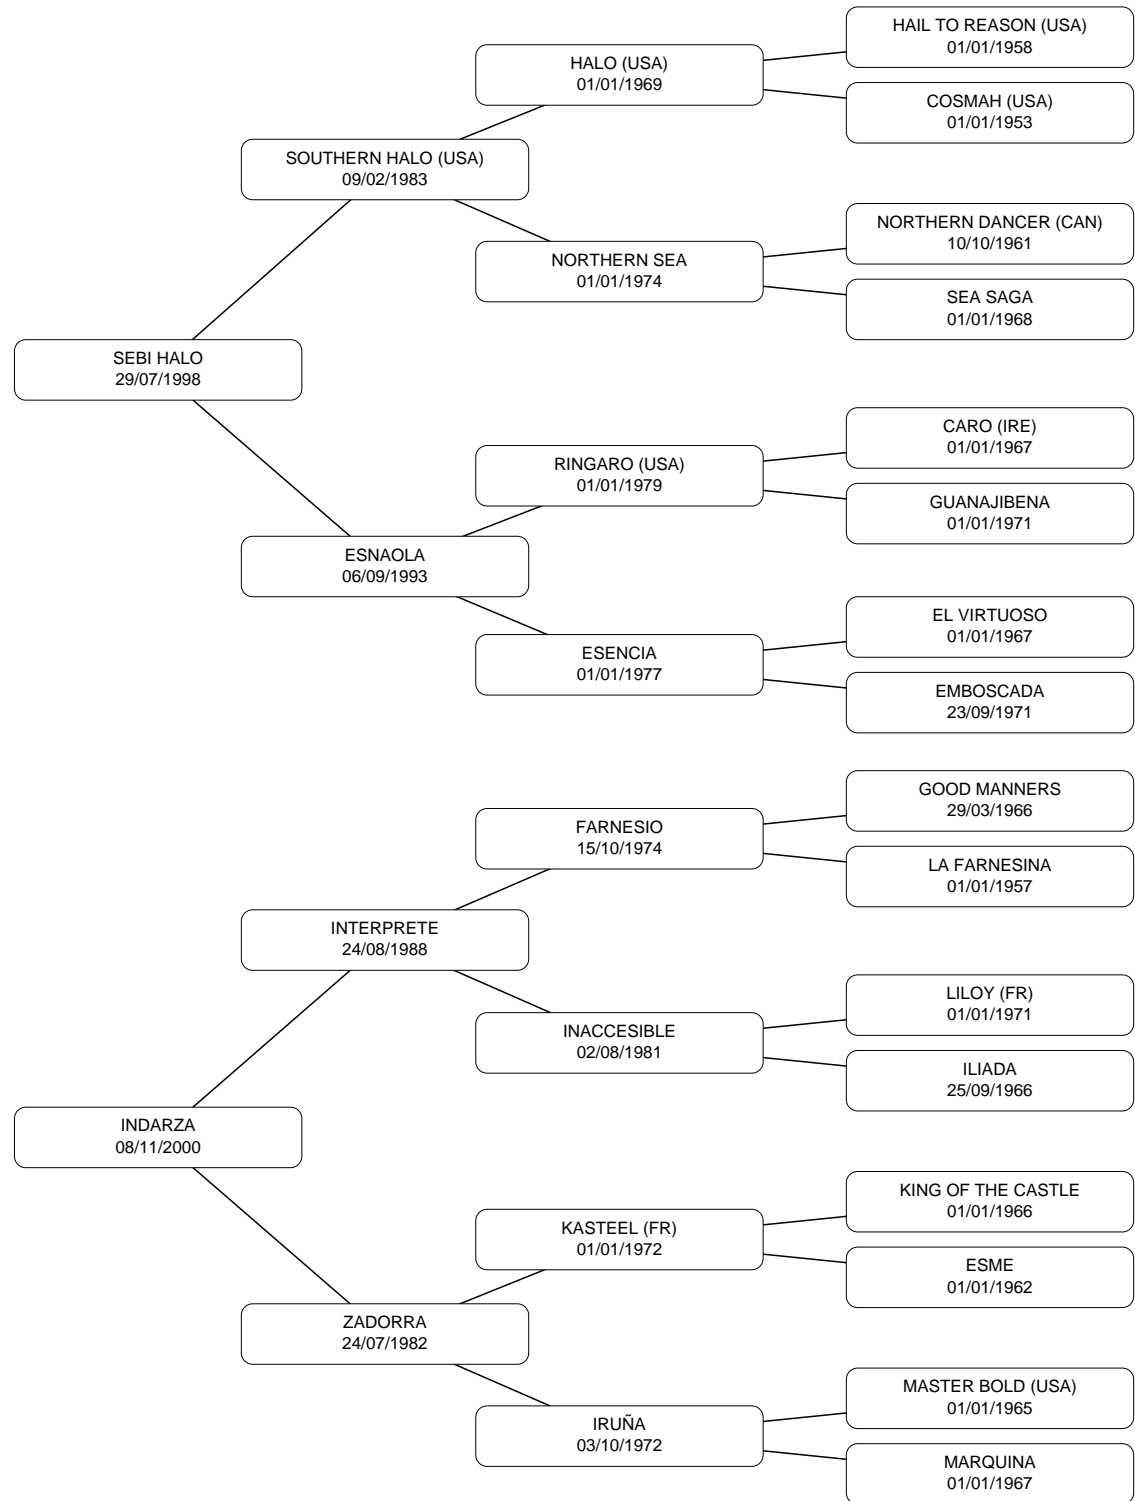 HAIL TO REASON (USA)
01/01/1958
HALO (USA)
01/01/1969
COSMAH (USA)
01/01/1953
SOUTHERN HALO (USA)
09/02/1983
NORTHERN DANCER (CAN)
10/10/1961
NORTHERN SEA
01/01/1974
SEA SAGA
01/01/1968
SEBI HALO
29/07/1998
CARO (IRE)
01/01/1967
RINGARO (USA)
01/01/1979
GUANAJIBENA
01/01/1971
ESNAOLA
06/09/1993
EL VIRTUOSO
01/01/1967
ESENCIA
01/01/1977
EMBOSCADA
23/09/1971
GOOD MANNERS
29/03/1966
FARNESIO
15/10/1974
LA FARNESINA
01/01/1957
INTERPRETE
24/08/1988
LILOY (FR)
01/01/1971
INACCESIBLE
02/08/1981
ILIADA
25/09/1966
INDARZA
08/11/2000
KING OF THE CASTLE
01/01/1966
KASTEEL (FR)
01/01/1972
ESME
01/01/1962
ZADORRA
24/07/1982
MASTER BOLD (USA)
01/01/1965
IRUÑA
03/10/1972
MARQUINA
01/01/1967